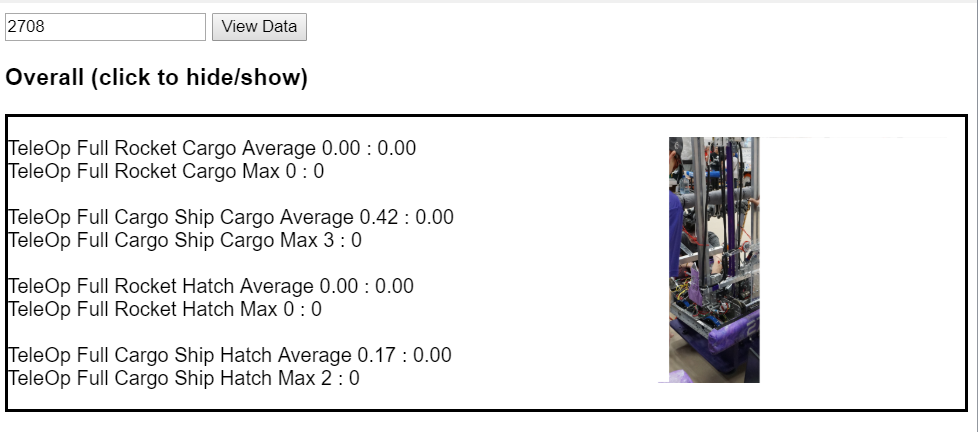 2708
View Data
Overall (click to hide/show)
TeleOp Full Rocket Cargo Average 0.00 : 0.00
TeleOp Full Rocket Cargo Max 0 : 0
TeleOp Full Cargo Ship Cargo Average 0.42 : 0.00
TeleOp Full Cargo Ship Cargo Max 3 : 0
TeleOp Full Rocket Hatch Average 0.00 : 0.00
TeleOp Full Rocket Hatch Max 0 : 0
TeleOp Full Cargo Ship Hatch Average 0.17 : 0.00
TeleOp Full Cargo Ship Hatch Max 2 : 0